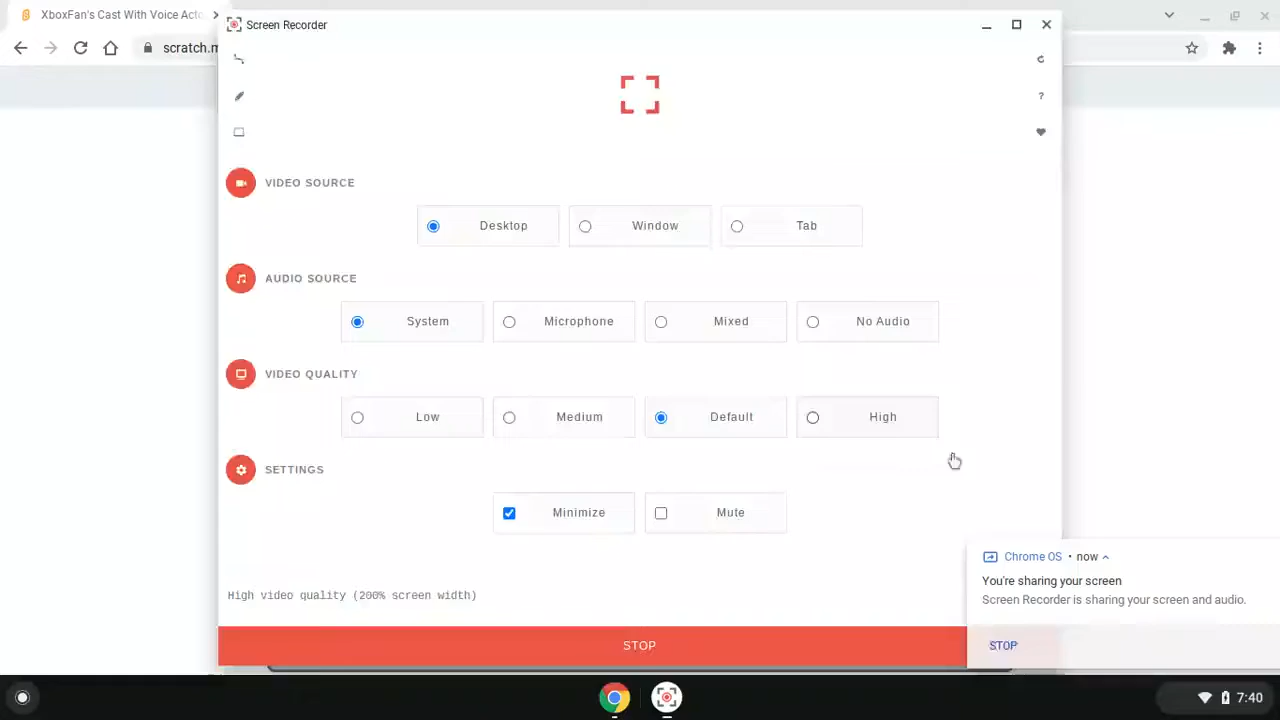 XboxFan's Cast With Voice Acto
Screen Recorder
scratch.m
?
VIDEO SOURCE
Desktop
Window
Tab
AUDIO SOURCE
System
Microphone
Mixed
No Audio
VIDEO QUALITY
Low
Medium
Default
High
SETTINGS
Minimize
Mute
Chrome OS • now
You're sharing your screen
Screen Recorder is sharing your screen and audio.
High video quality (200% screen width)
STOP
STOP
7:40